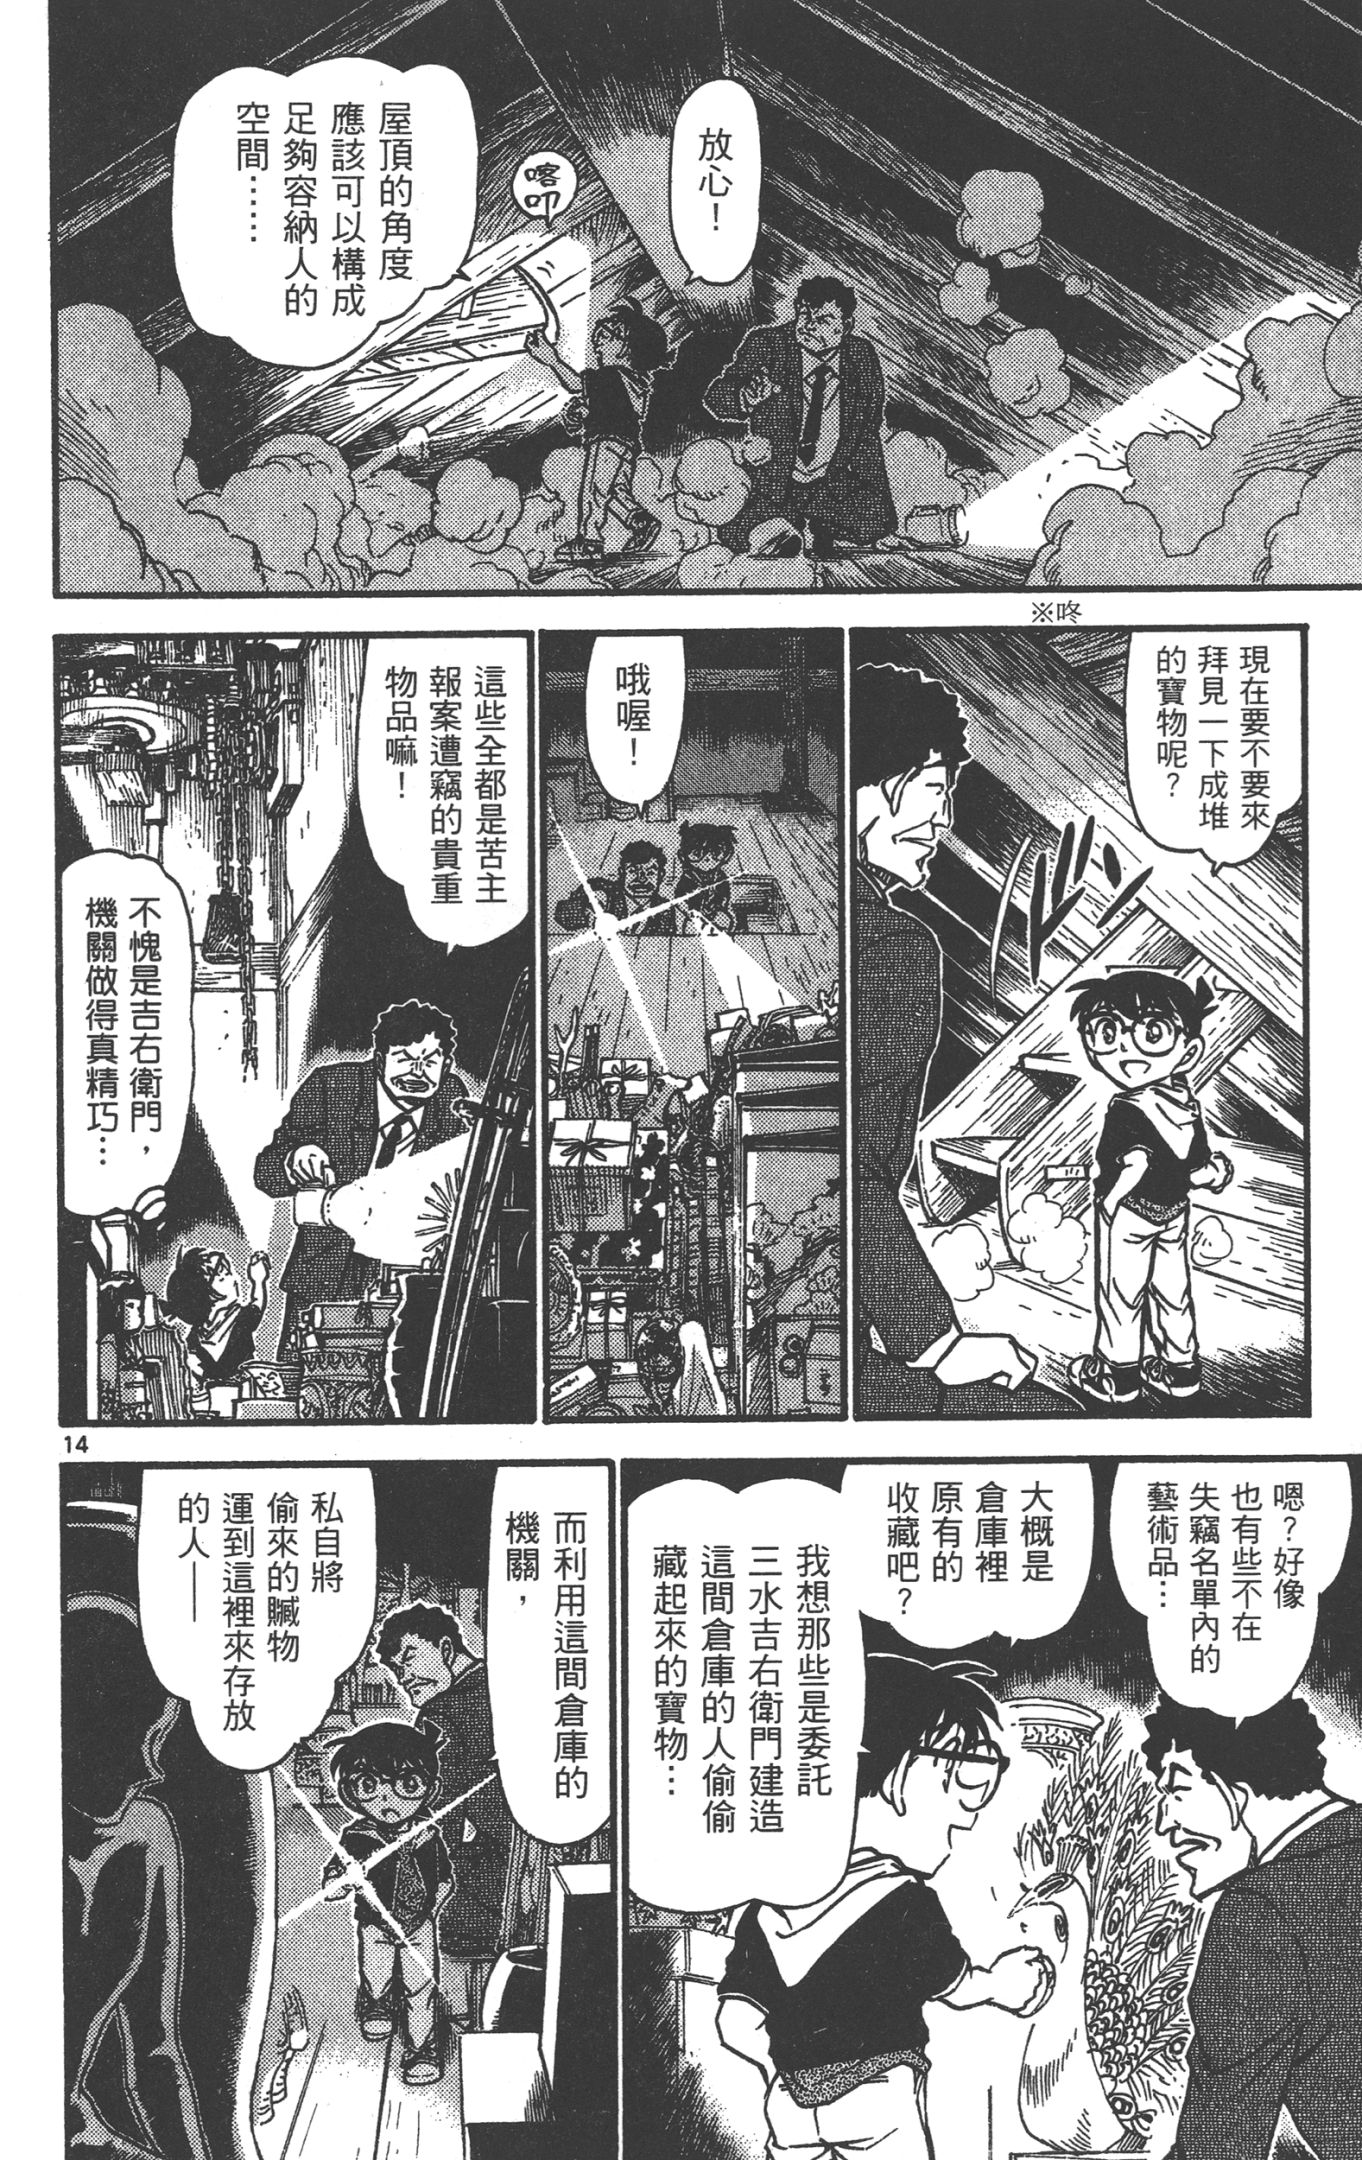 放心！
屋頂的角度
應該可以構成
足夠容納人的
空間……
喀
叩
※咚
現在要不要來
拜見一下成堆
的寶物呢？
ドド
哦喔！
這些全都是苦主
報案遭竊的貴重
物品嘛！
不愧是吉右衛門，
機關做得真精巧…
14
嗯？好像
也有些不在
失竊名單內的
藝術品…
大概是
倉庫裡
原有的
收藏吧？
我想那些是委託
三水吉右衛門建造
這間倉庫的人偷偷
藏起來的寶物…
而利用這間倉庫的
機關，
私自將
偷來的贓物
運到這裡來存放
的人——